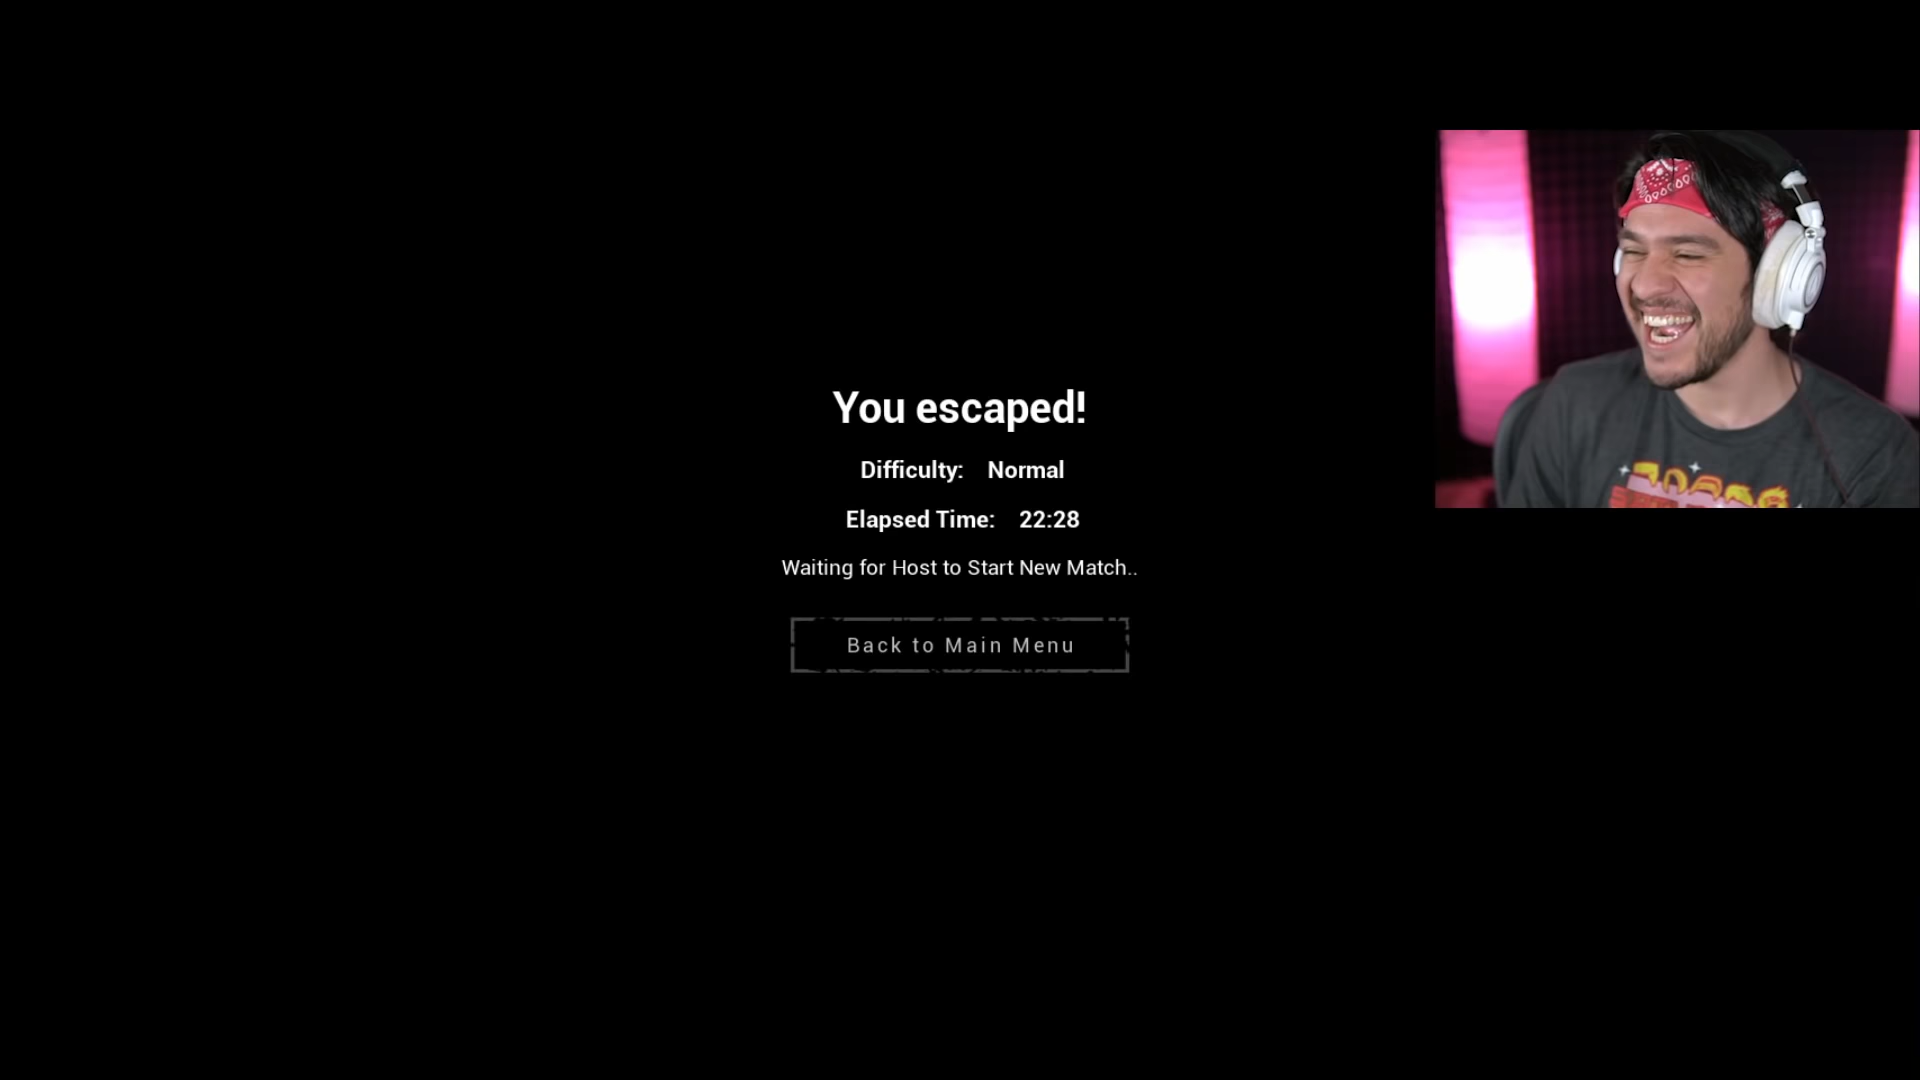 You escaped!
Difficulty: Normal
Elapsed Time: 22:28
Waiting for Host to Start New Match..
Back to Main Menu